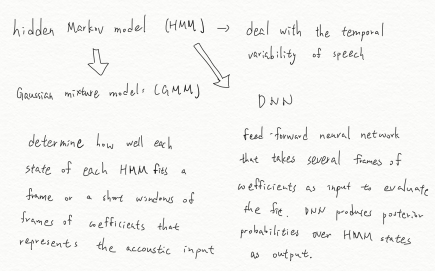 hidden Markov model (HMM) → deal with the temporal
variability of speech
Gaussian mixture models (GMM)
DNN
determine how well each
state of each HMM fits a
frame or a short windows of
frames of coefficients that
represents the accoustic input
feed-forward neural network
that takes several frames of
coefficients as input to evaluate
the fit. DNN produces posterior
probabilities over HMM states
as output.